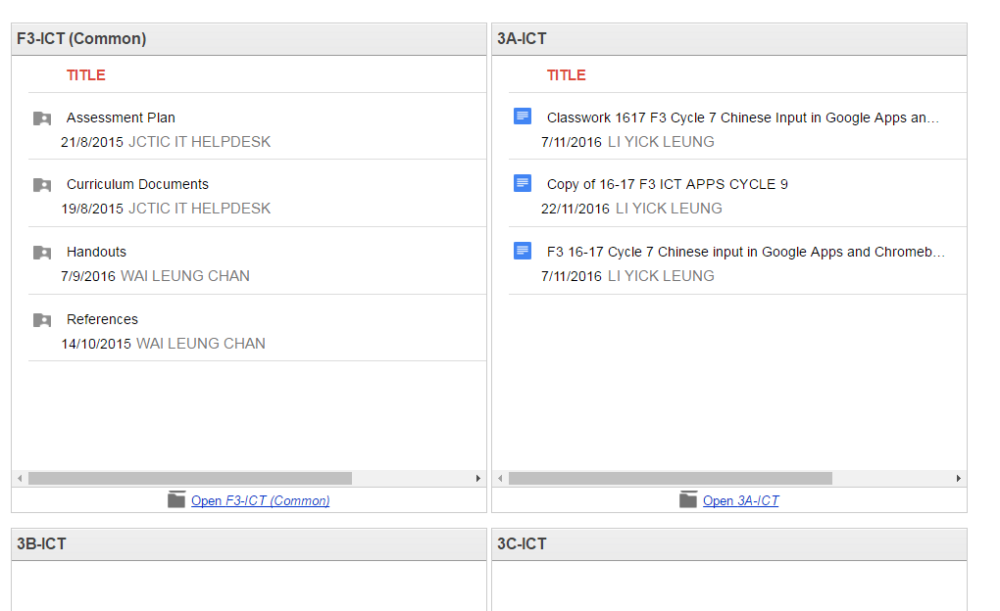 F3-ICT (Common)
TITLE
Assessment Plan
21/8/2015 JCTIC IT HELPDESK
Curriculum Documents
19/8/2015 JCTIC IT HELPDESK
Handouts
7/9/2016 WAI LEUNG CHAN
References
14/10/2015 WAI LEUNG CHAN
Open F3-ICT (Common)
3A-ICT
TITLE
Classwork 1617 F3 Cycle 7 Chinese Input in Google Apps an...
7/11/2016 LI YICK LEUNG
Copy of 16-17 F3 ICT APPS CYCLE 9
22/11/2016 LI YICK LEUNG
F3 16-17 Cycle 7 Chinese input in Google Apps and Chromeb...
7/11/2016 LI YICK LEUNG
Open 3A-ICT
3B-ICT
3C-ICT